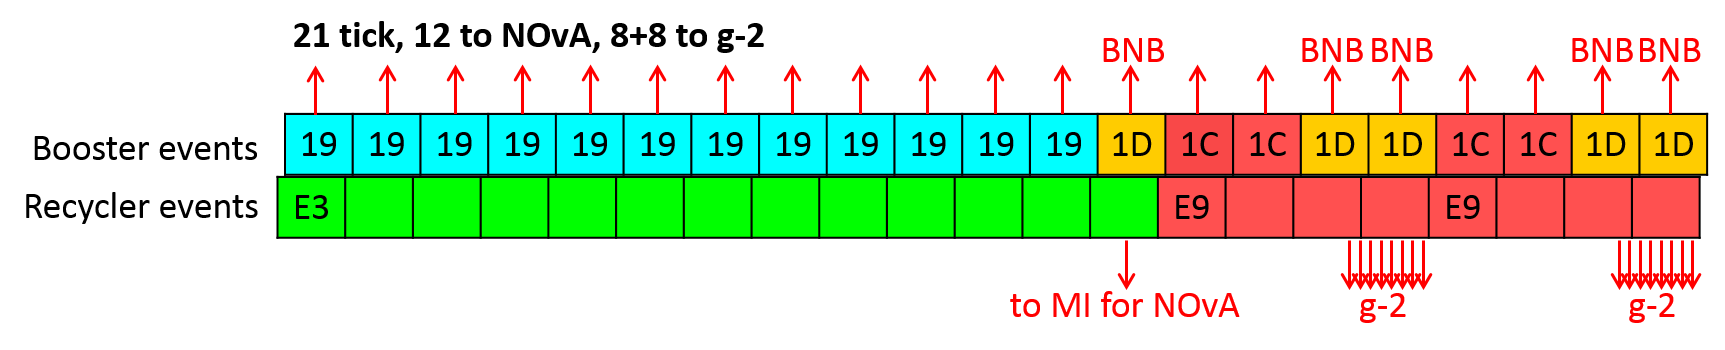 21 tick, 12 to NOvA, 8+8 to g-2
BNB BNB BNB BNB BNB
Booster events 19 19 19 19 19 19 19 19 19 19 19 19 1D 1C 1C 1D 1D 1C 1C 1D 1D
Recycler events E3 E9 E9
to MI for NOvA g-2 g-2